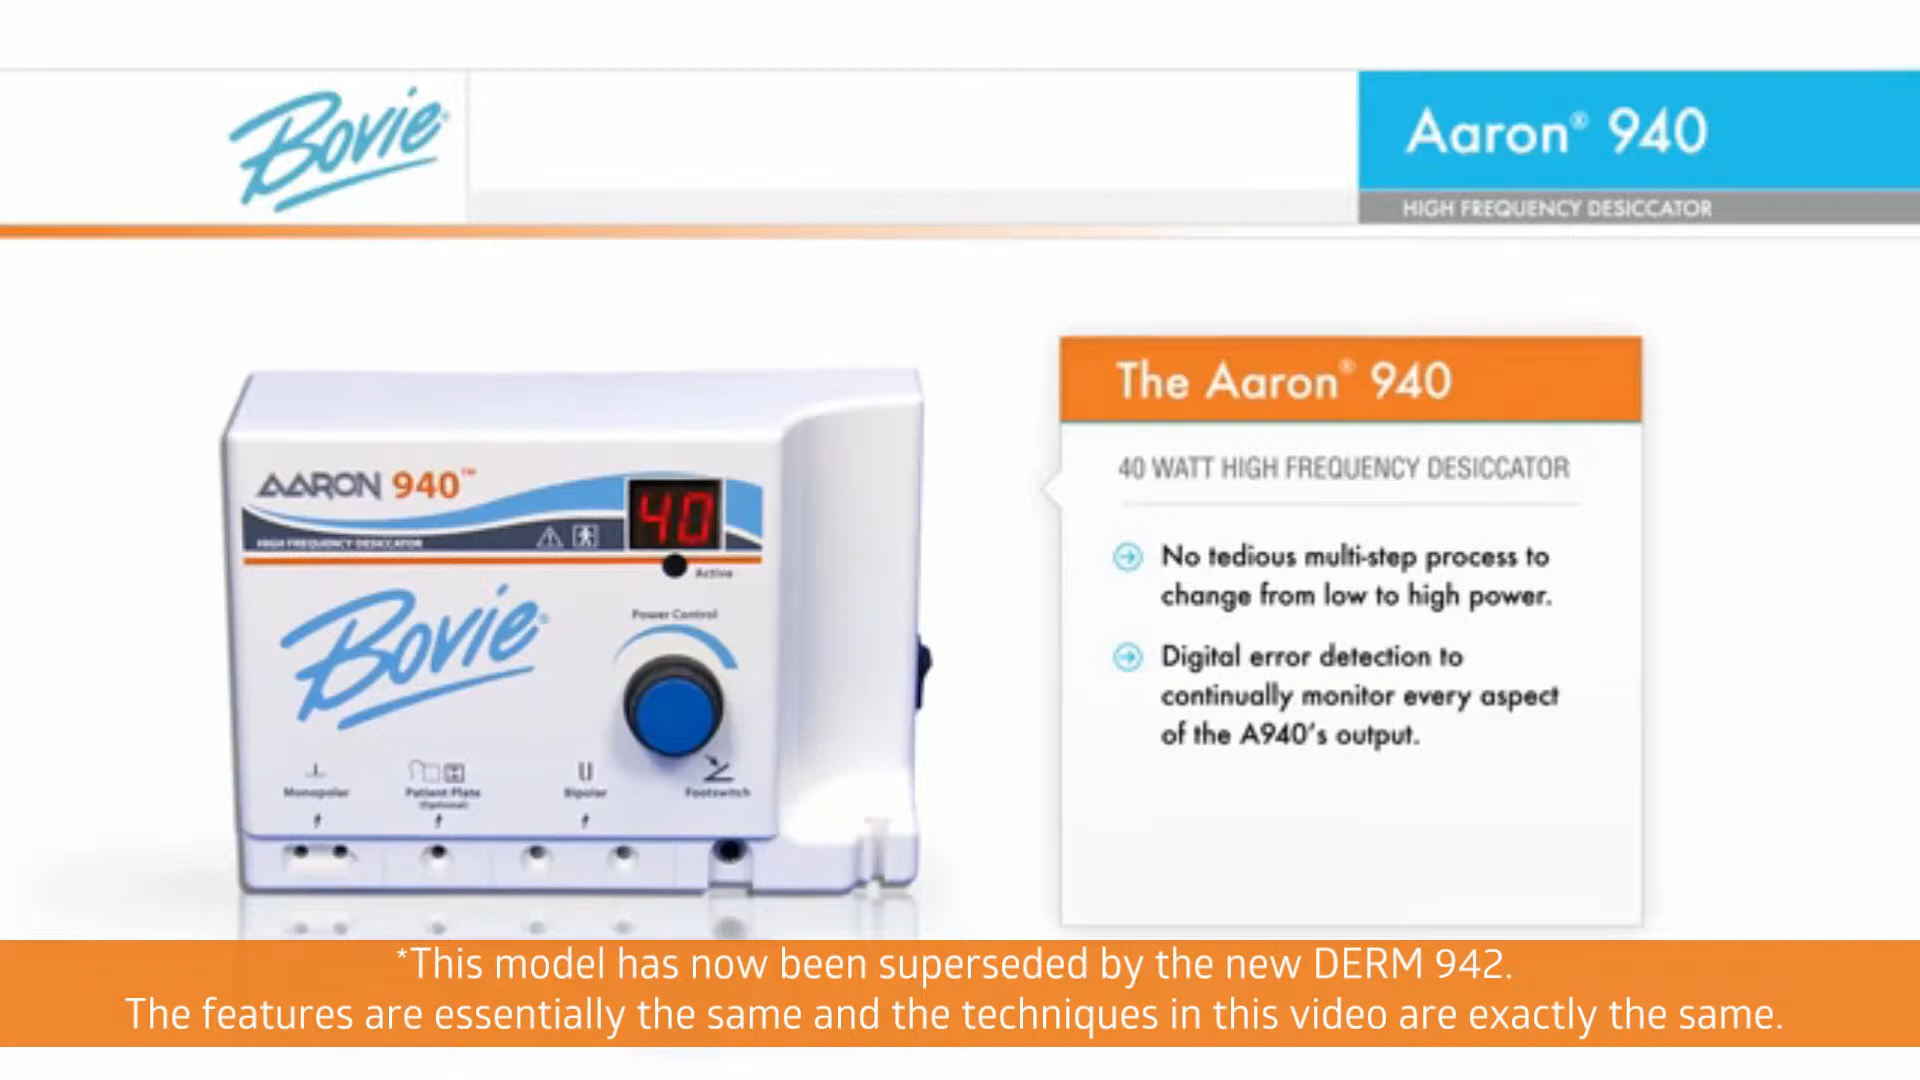 Bovie®
Aaron® 940
HIGH FREQUENCY DESICCATOR
The Aaron® 940
40 WATT HIGH FREQUENCY DESICCATOR
No tedious multi-step process to
change from low to high power.
Digital error detection to
continually monitor every aspect
of the A940's output.
AARON 940™
40
HIGH FREQUENCY DESICCATOR
Active
Power Control
Bovie®
Monopolar
Patient Plate
(Optional)
Bipolar
Footswitch
*This model has now been superseded by the new DERM 942.
The features are essentially the same and the techniques in this video are exactly the same.